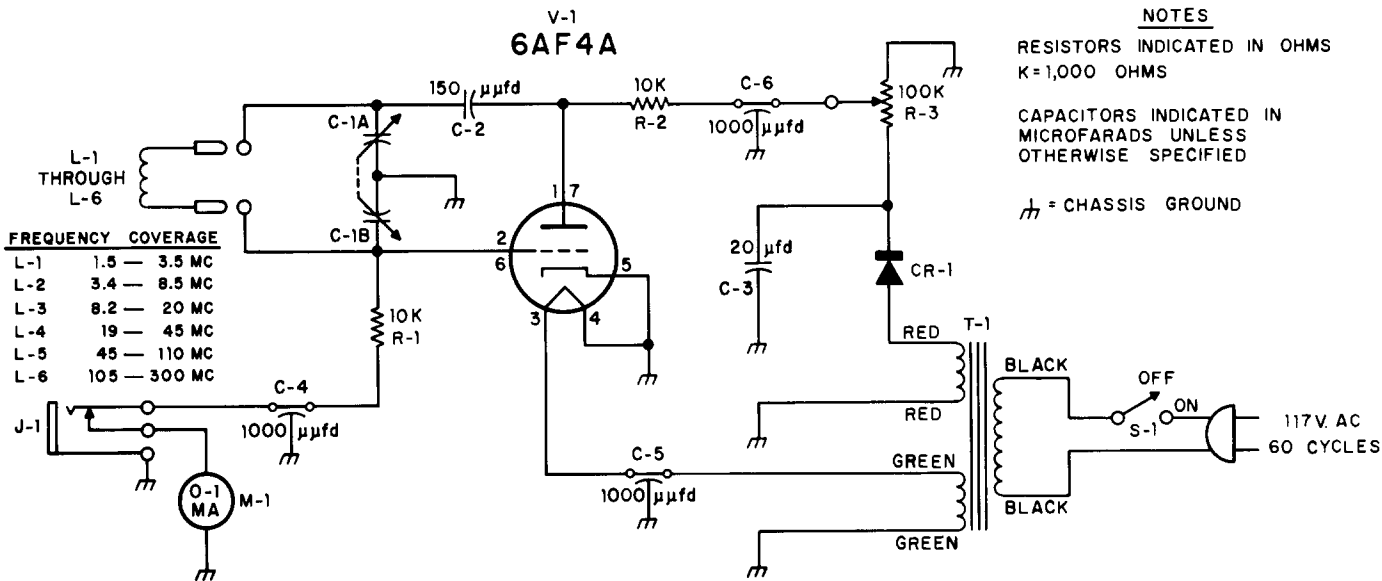 V-1
6AF4A
NOTES
RESISTORS INDICATED IN OHMS
K=1,000 OHMS
CAPACITORS INDICATED IN
MICROFARADS UNLESS
OTHERWISE SPECIFIED
= CHASSIS GROUND
150 μμfd
C-2
C-1A
C-1B
10K
R-2
C-6
1000 μμfd
100K
R-3
L-1
THROUGH
L-6
FREQUENCY COVERAGE
L-1 1.5 — 3.5 MC
L-2 3.4 — 8.5 MC
L-3 8.2 — 20 MC
L-4 19 — 45 MC
L-5 45 — 110 MC
L-6 105 — 300 MC
1 7
2
6
5
3
4
20 μfd
C-3
CR-1
10K
R-1
RED
T-1
RED
BLACK
OFF
ON
S-1
117V. AC
60 CYCLES
BLACK
C-4
1000 μμfd
J-1
0-1
MA
M-1
C-5
1000 μμfd
GREEN
GREEN